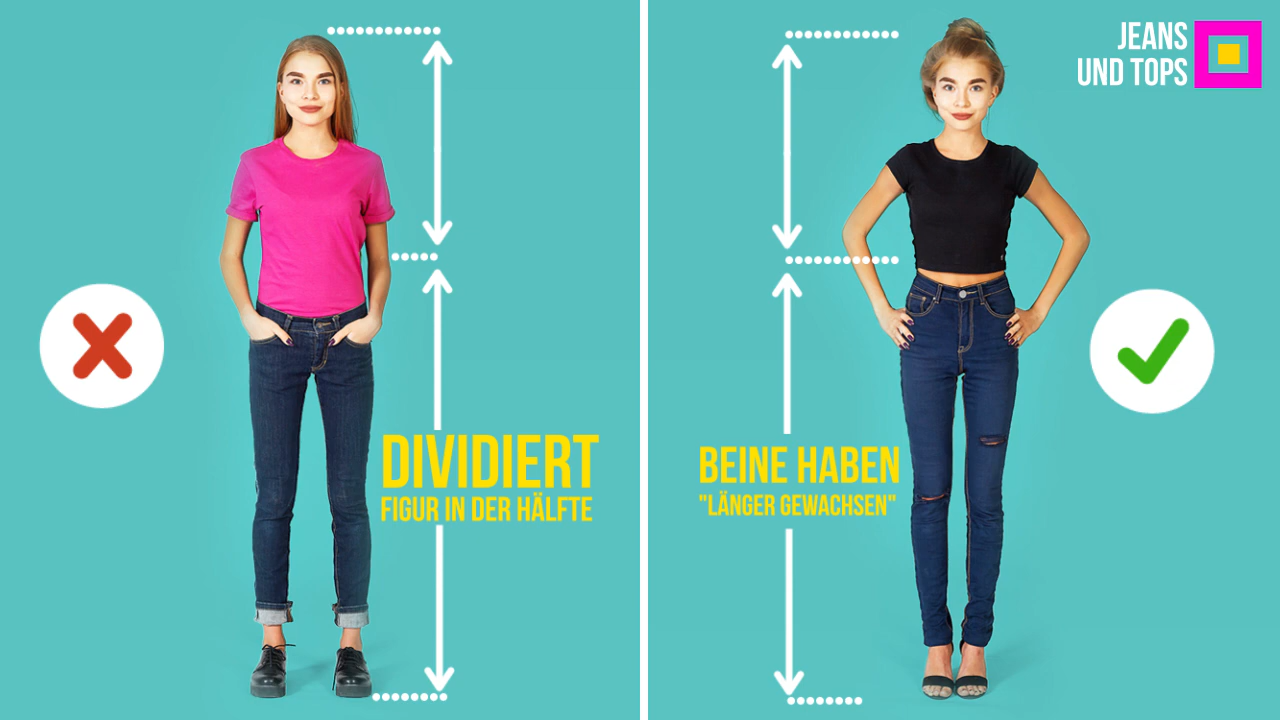 JEANS
UND TOPS
DIVIDIERT
FIGUR IN DER HÄLFTE
BEINE HABEN
"LÄNGER GEWACHSEN"